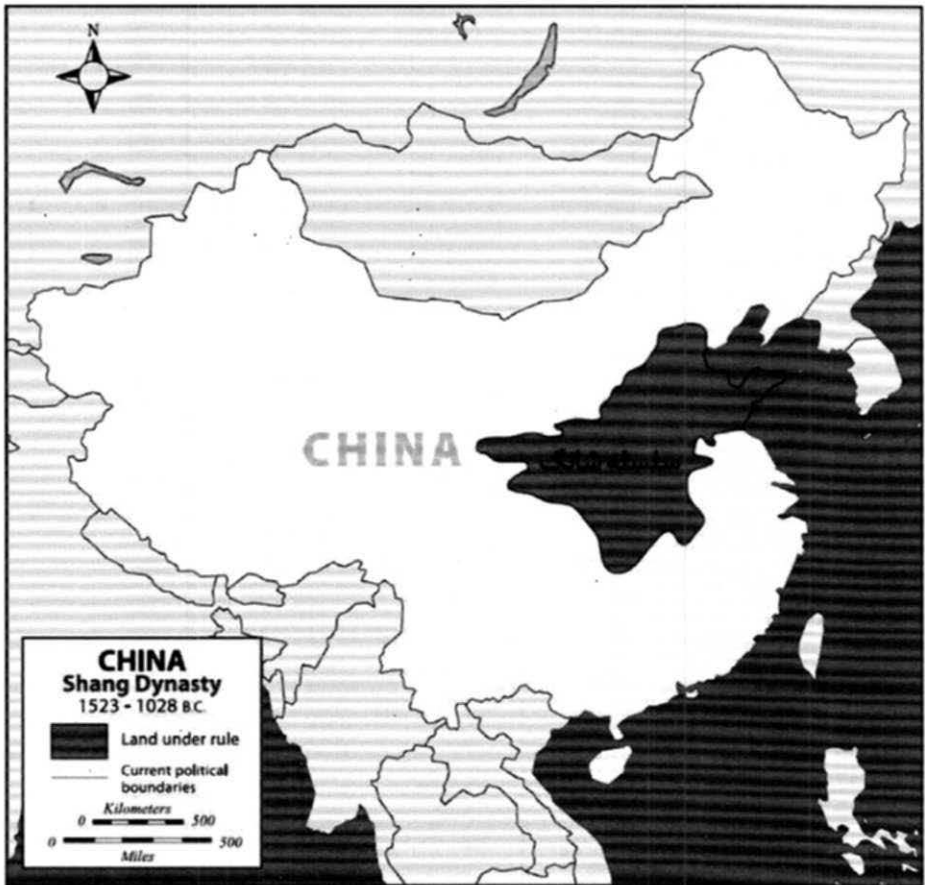 N
CHINA
CHINA
Shang Dynasty
1523 - 1028 B.C.
Land under rule
Current political
boundaries
Kilometers
0 500
0 500
Miles